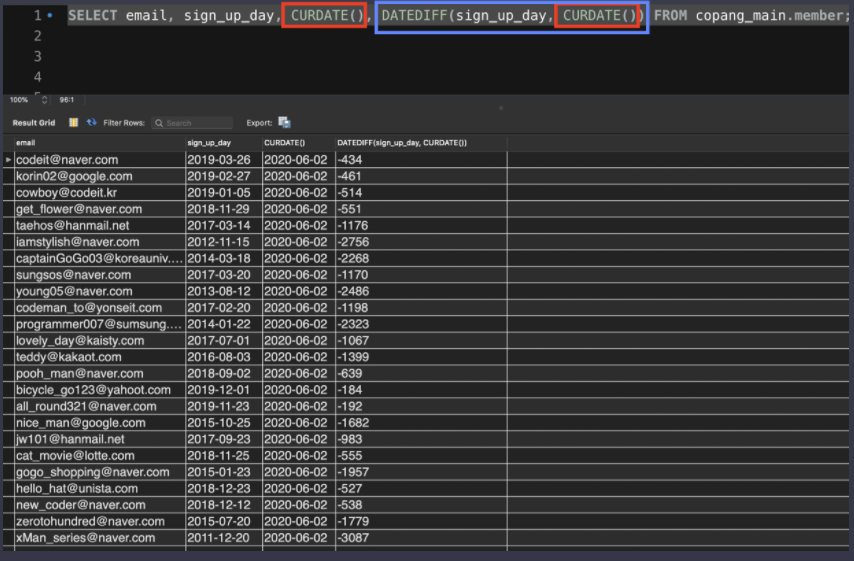 1 SELECT email, sign_up_day, CURDATE(), DATEDIFF(sign_up_day, CURDATE()) FROM copang_main.member;
2
3
4
100% 96:1
Result Grid Filter Rows: Search Export:
email sign_up_day CURDATE() DATEDIFF(sign_up_day, CURDATE())
codeit@naver.com 2019-03-26 2020-06-02 -434
korin02@google.com 2019-02-27 2020-06-02 -461
cowboy@codeit.kr 2019-01-05 2020-06-02 -514
get_flower@naver.com 2018-11-29 2020-06-02 -551
taehos@hanmail.net 2017-03-14 2020-06-02 -1176
iamstylish@naver.com 2012-11-15 2020-06-02 -2756
captainGoGo03@koreauniv.... 2014-03-18 2020-06-02 -2268
sungsos@naver.com 2017-03-20 2020-06-02 -1170
young05@naver.com 2013-08-12 2020-06-02 -2486
codeman_to@yonseit.com 2017-02-20 2020-06-02 -1198
programmer007@sumsung.... 2014-01-22 2020-06-02 -2323
lovely_day@kaisty.com 2017-07-01 2020-06-02 -1067
teddy@kakaot.com 2016-08-03 2020-06-02 -1399
pooh_man@naver.com 2018-09-02 2020-06-02 -639
bicycle_go123@yahoot.com 2019-12-01 2020-06-02 -184
all_round321@naver.com 2019-11-23 2020-06-02 -192
nice_man@google.com 2015-10-25 2020-06-02 -1682
jw101@hanmail.net 2017-09-23 2020-06-02 -983
cat_movie@lotte.com 2018-11-25 2020-06-02 -555
gogo_shopping@naver.com 2015-01-23 2020-06-02 -1957
hello_hat@unista.com 2018-12-23 2020-06-02 -527
new_coder@naver.com 2018-12-12 2020-06-02 -538
zerotohundred@naver.com 2015-07-20 2020-06-02 -1779
xMan_series@naver.com 2011-12-20 2020-06-02 -3087